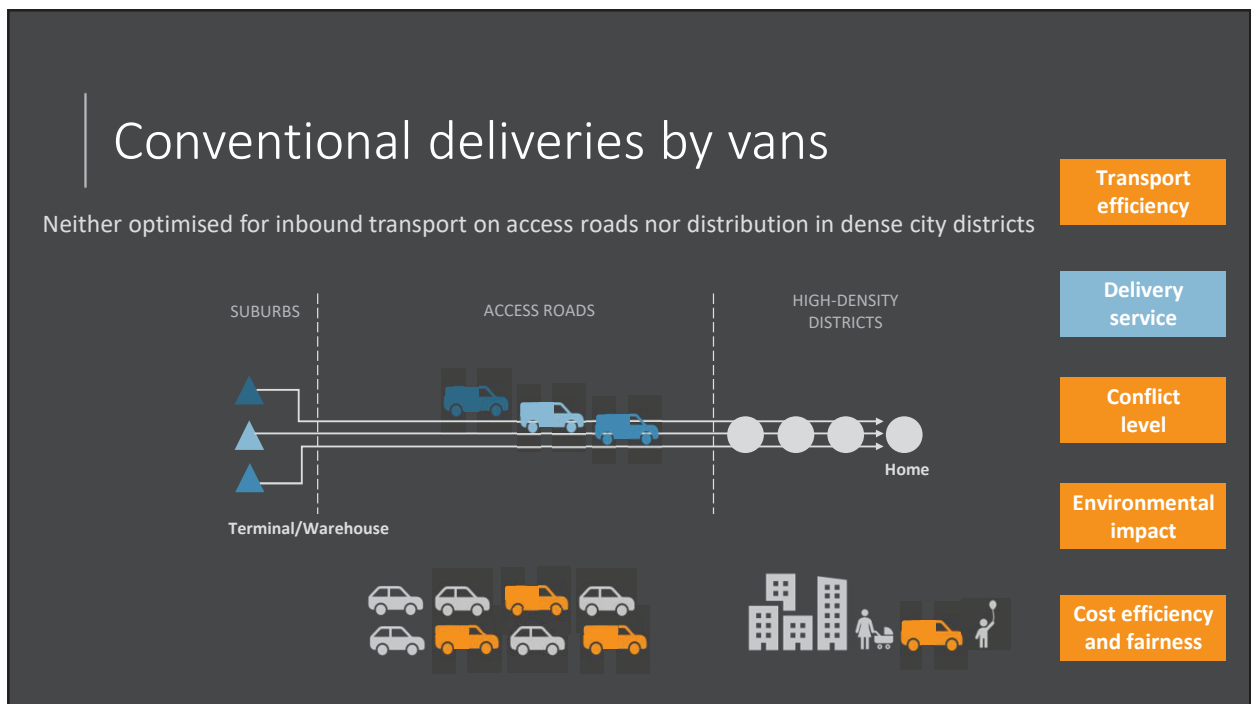 Conventional deliveries by vans
Neither optimised for inbound transport on access roads nor distribution in dense city districts
SUBURBS
ACCESS ROADS
HIGH-DENSITY
DISTRICTS
Home
Terminal/Warehouse
Transport
efficiency
Delivery
service
Conflict
level
Environmental
impact
Cost efficiency
and fairness